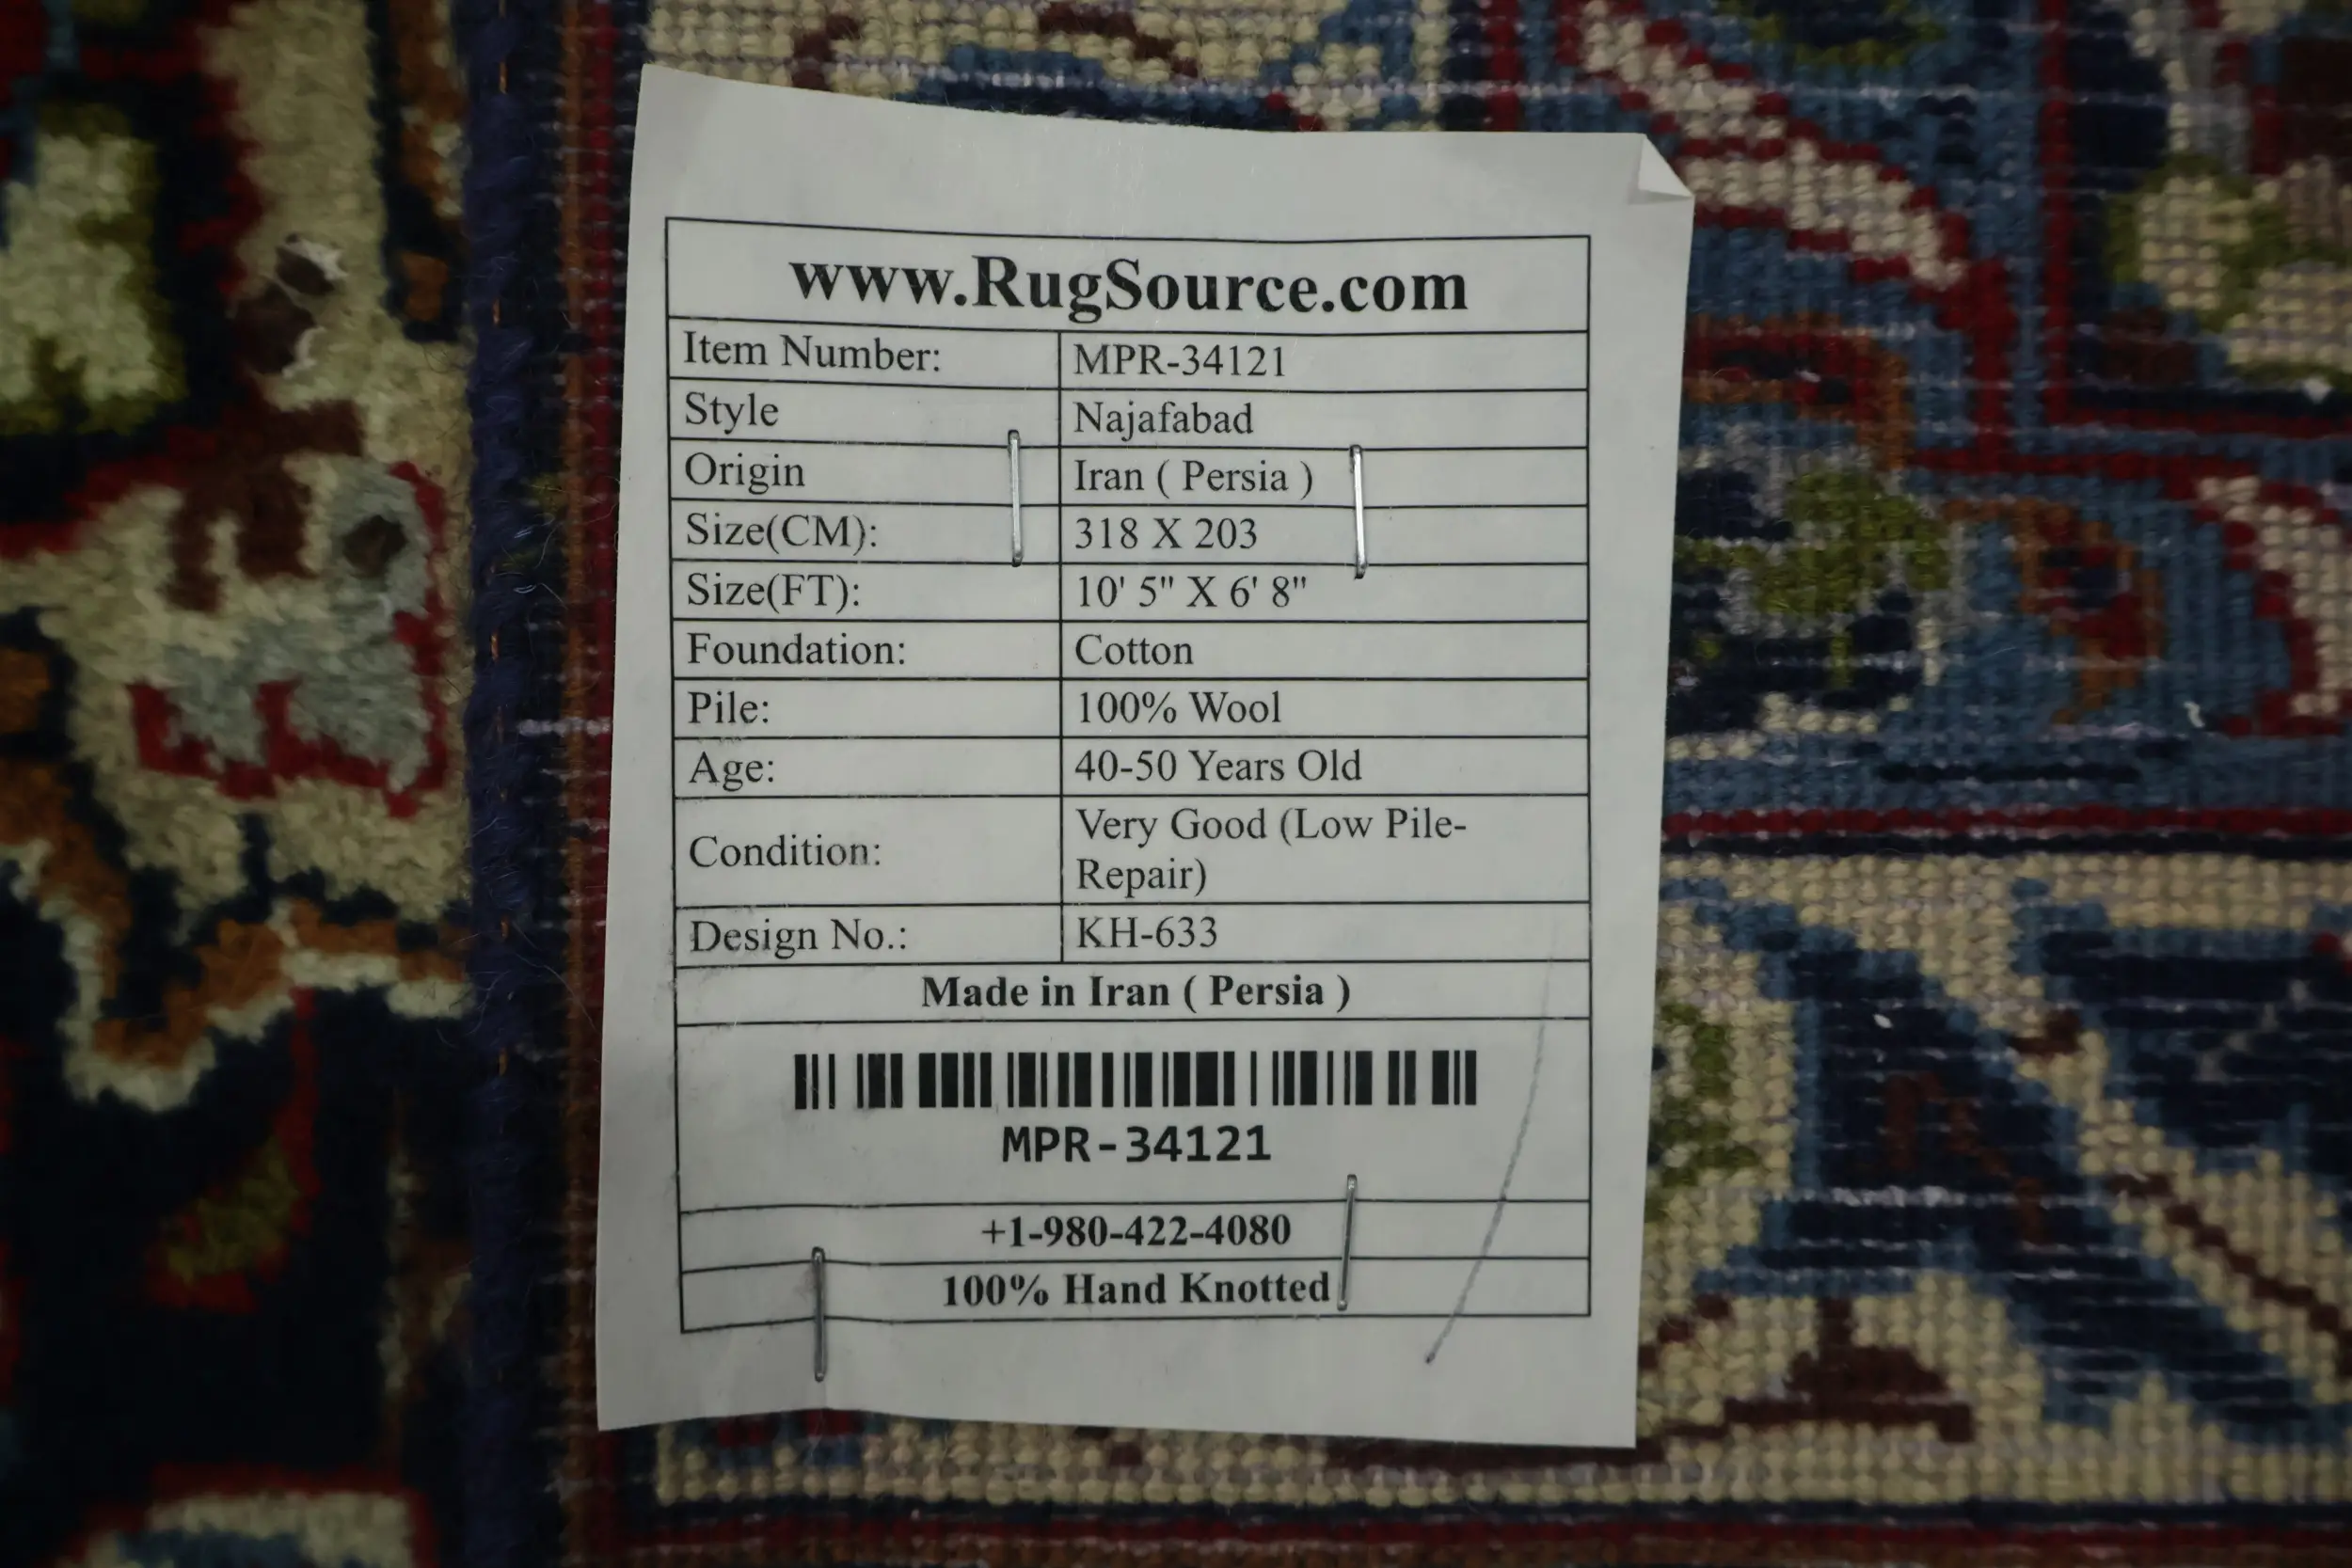 www.RugSource.com
Item Number: MPR-34121
Style Najafabad
Origin Iran ( Persia )
Size(CM): 318 X 203
Size(FT): 10' 5" X 6' 8"
Foundation: Cotton
Pile: 100% Wool
Age: 40-50 Years Old
Condition: Very Good (Low Pile-
Repair)
Design No.: KH-633
Made in Iran ( Persia )
MPR-34121
+1-980-422-4080
100% Hand Knotted